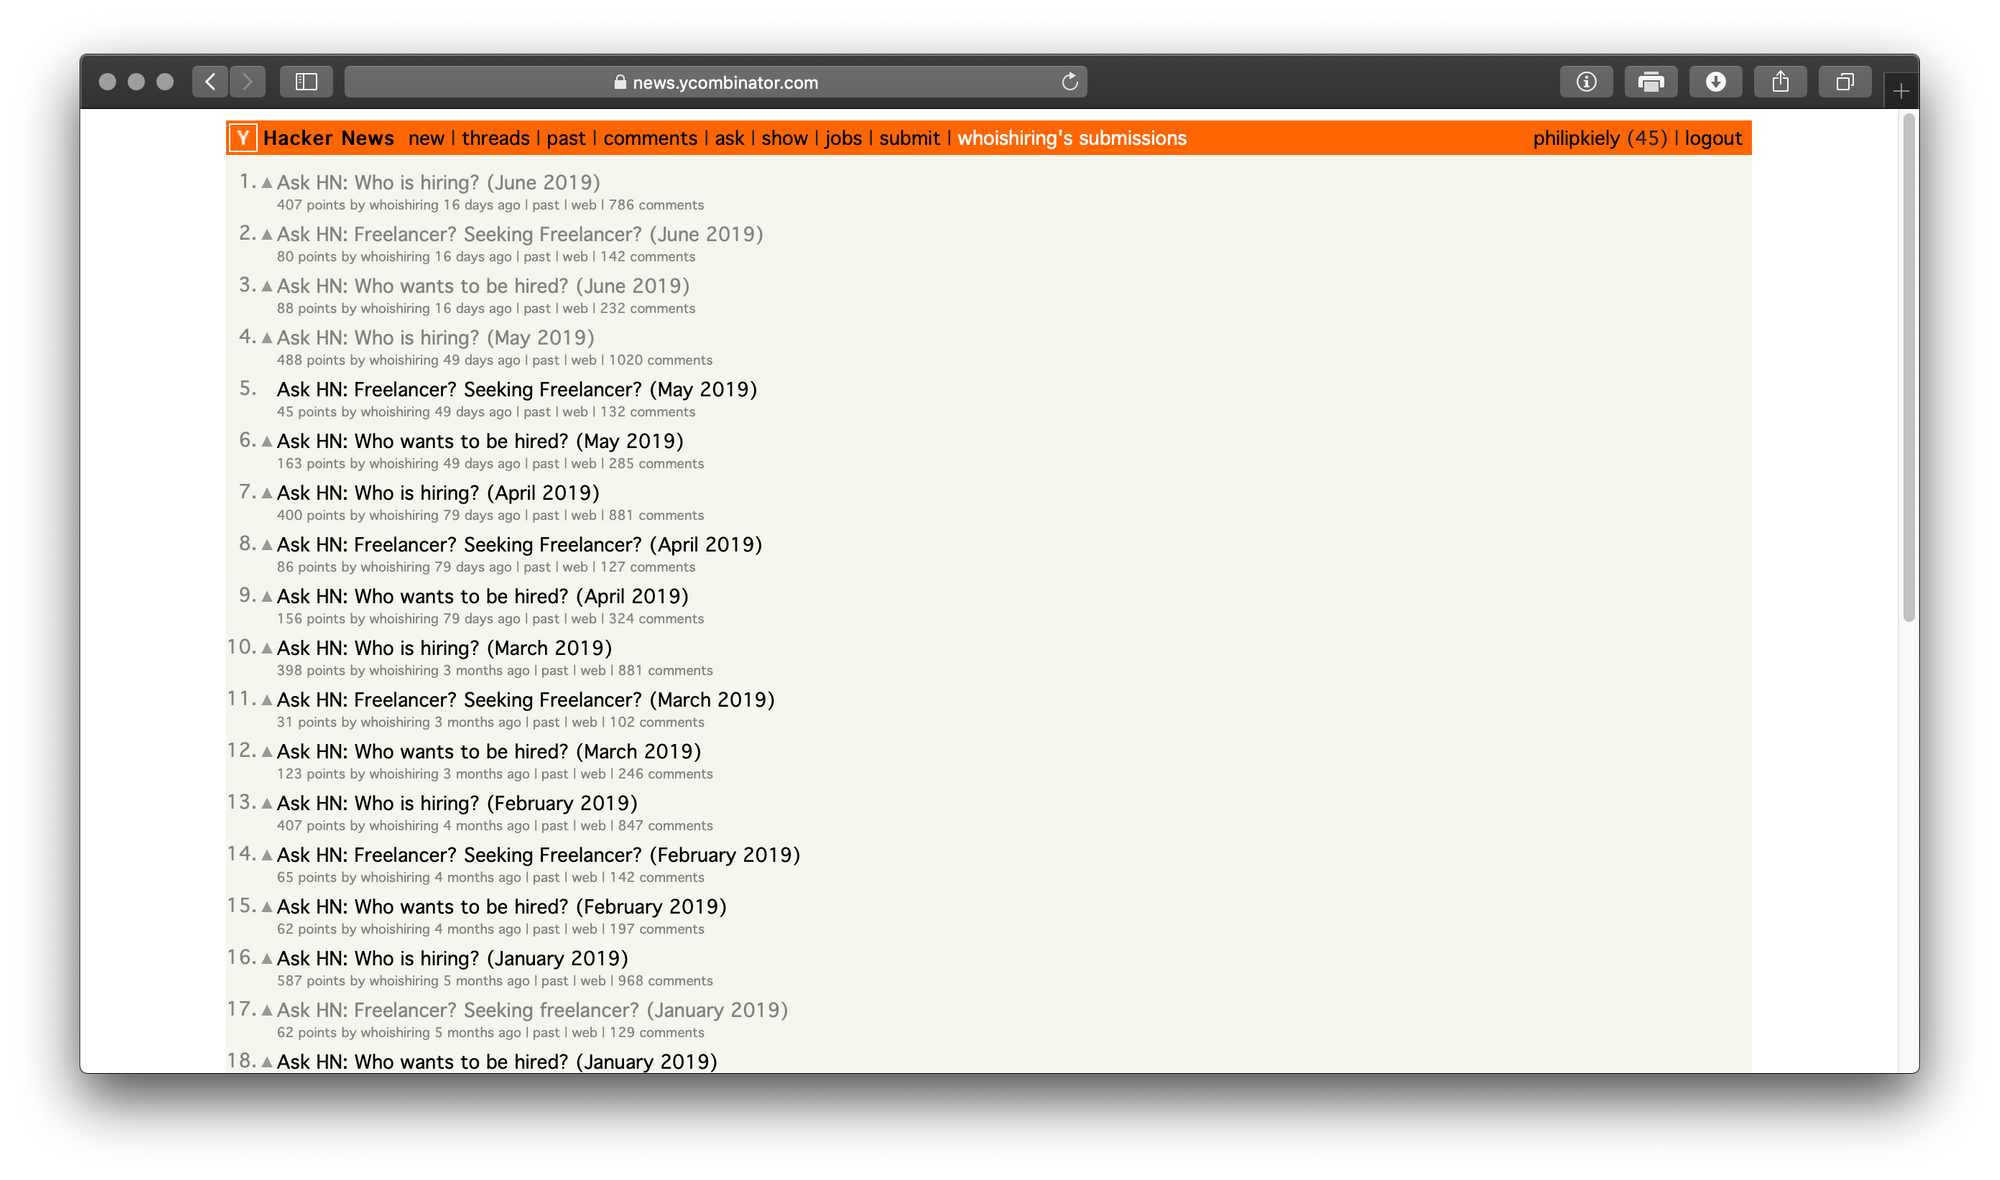 news.ycombinator.com
Y Hacker News new | threads | past | comments | ask | show | jobs | submit | whoishiring's submissions philipkiely (45) | logout
1. Ask HN: Who is hiring? (June 2019)
407 points by whoishiring 16 days ago | past | web | 786 comments
2. Ask HN: Freelancer? Seeking Freelancer? (June 2019)
80 points by whoishiring 16 days ago | past | web | 142 comments
3. Ask HN: Who wants to be hired? (June 2019)
88 points by whoishiring 16 days ago | past | web | 232 comments
4. Ask HN: Who is hiring? (May 2019)
488 points by whoishiring 49 days ago | past | web | 1020 comments
5. Ask HN: Freelancer? Seeking Freelancer? (May 2019)
45 points by whoishiring 49 days ago | past | web | 132 comments
6. Ask HN: Who wants to be hired? (May 2019)
163 points by whoishiring 49 days ago | past | web | 285 comments
7. Ask HN: Who is hiring? (April 2019)
400 points by whoishiring 79 days ago | past | web | 881 comments
8. Ask HN: Freelancer? Seeking Freelancer? (April 2019)
86 points by whoishiring 79 days ago | past | web | 127 comments
9. Ask HN: Who wants to be hired? (April 2019)
156 points by whoishiring 79 days ago | past | web | 324 comments
10. Ask HN: Who is hiring? (March 2019)
398 points by whoishiring 3 months ago | past | web | 881 comments
11. Ask HN: Freelancer? Seeking Freelancer? (March 2019)
31 points by whoishiring 3 months ago | past | web | 102 comments
12. Ask HN: Who wants to be hired? (March 2019)
123 points by whoishiring 3 months ago | past | web | 246 comments
13. Ask HN: Who is hiring? (February 2019)
407 points by whoishiring 4 months ago | past | web | 847 comments
14. Ask HN: Freelancer? Seeking Freelancer? (February 2019)
65 points by whoishiring 4 months ago | past | web | 142 comments
15. Ask HN: Who wants to be hired? (February 2019)
62 points by whoishiring 4 months ago | past | web | 197 comments
16. Ask HN: Who is hiring? (January 2019)
587 points by whoishiring 5 months ago | past | web | 968 comments
17. Ask HN: Freelancer? Seeking freelancer? (January 2019)
62 points by whoishiring 5 months ago | past | web | 129 comments
18. Ask HN: Who wants to be hired? (January 2019)